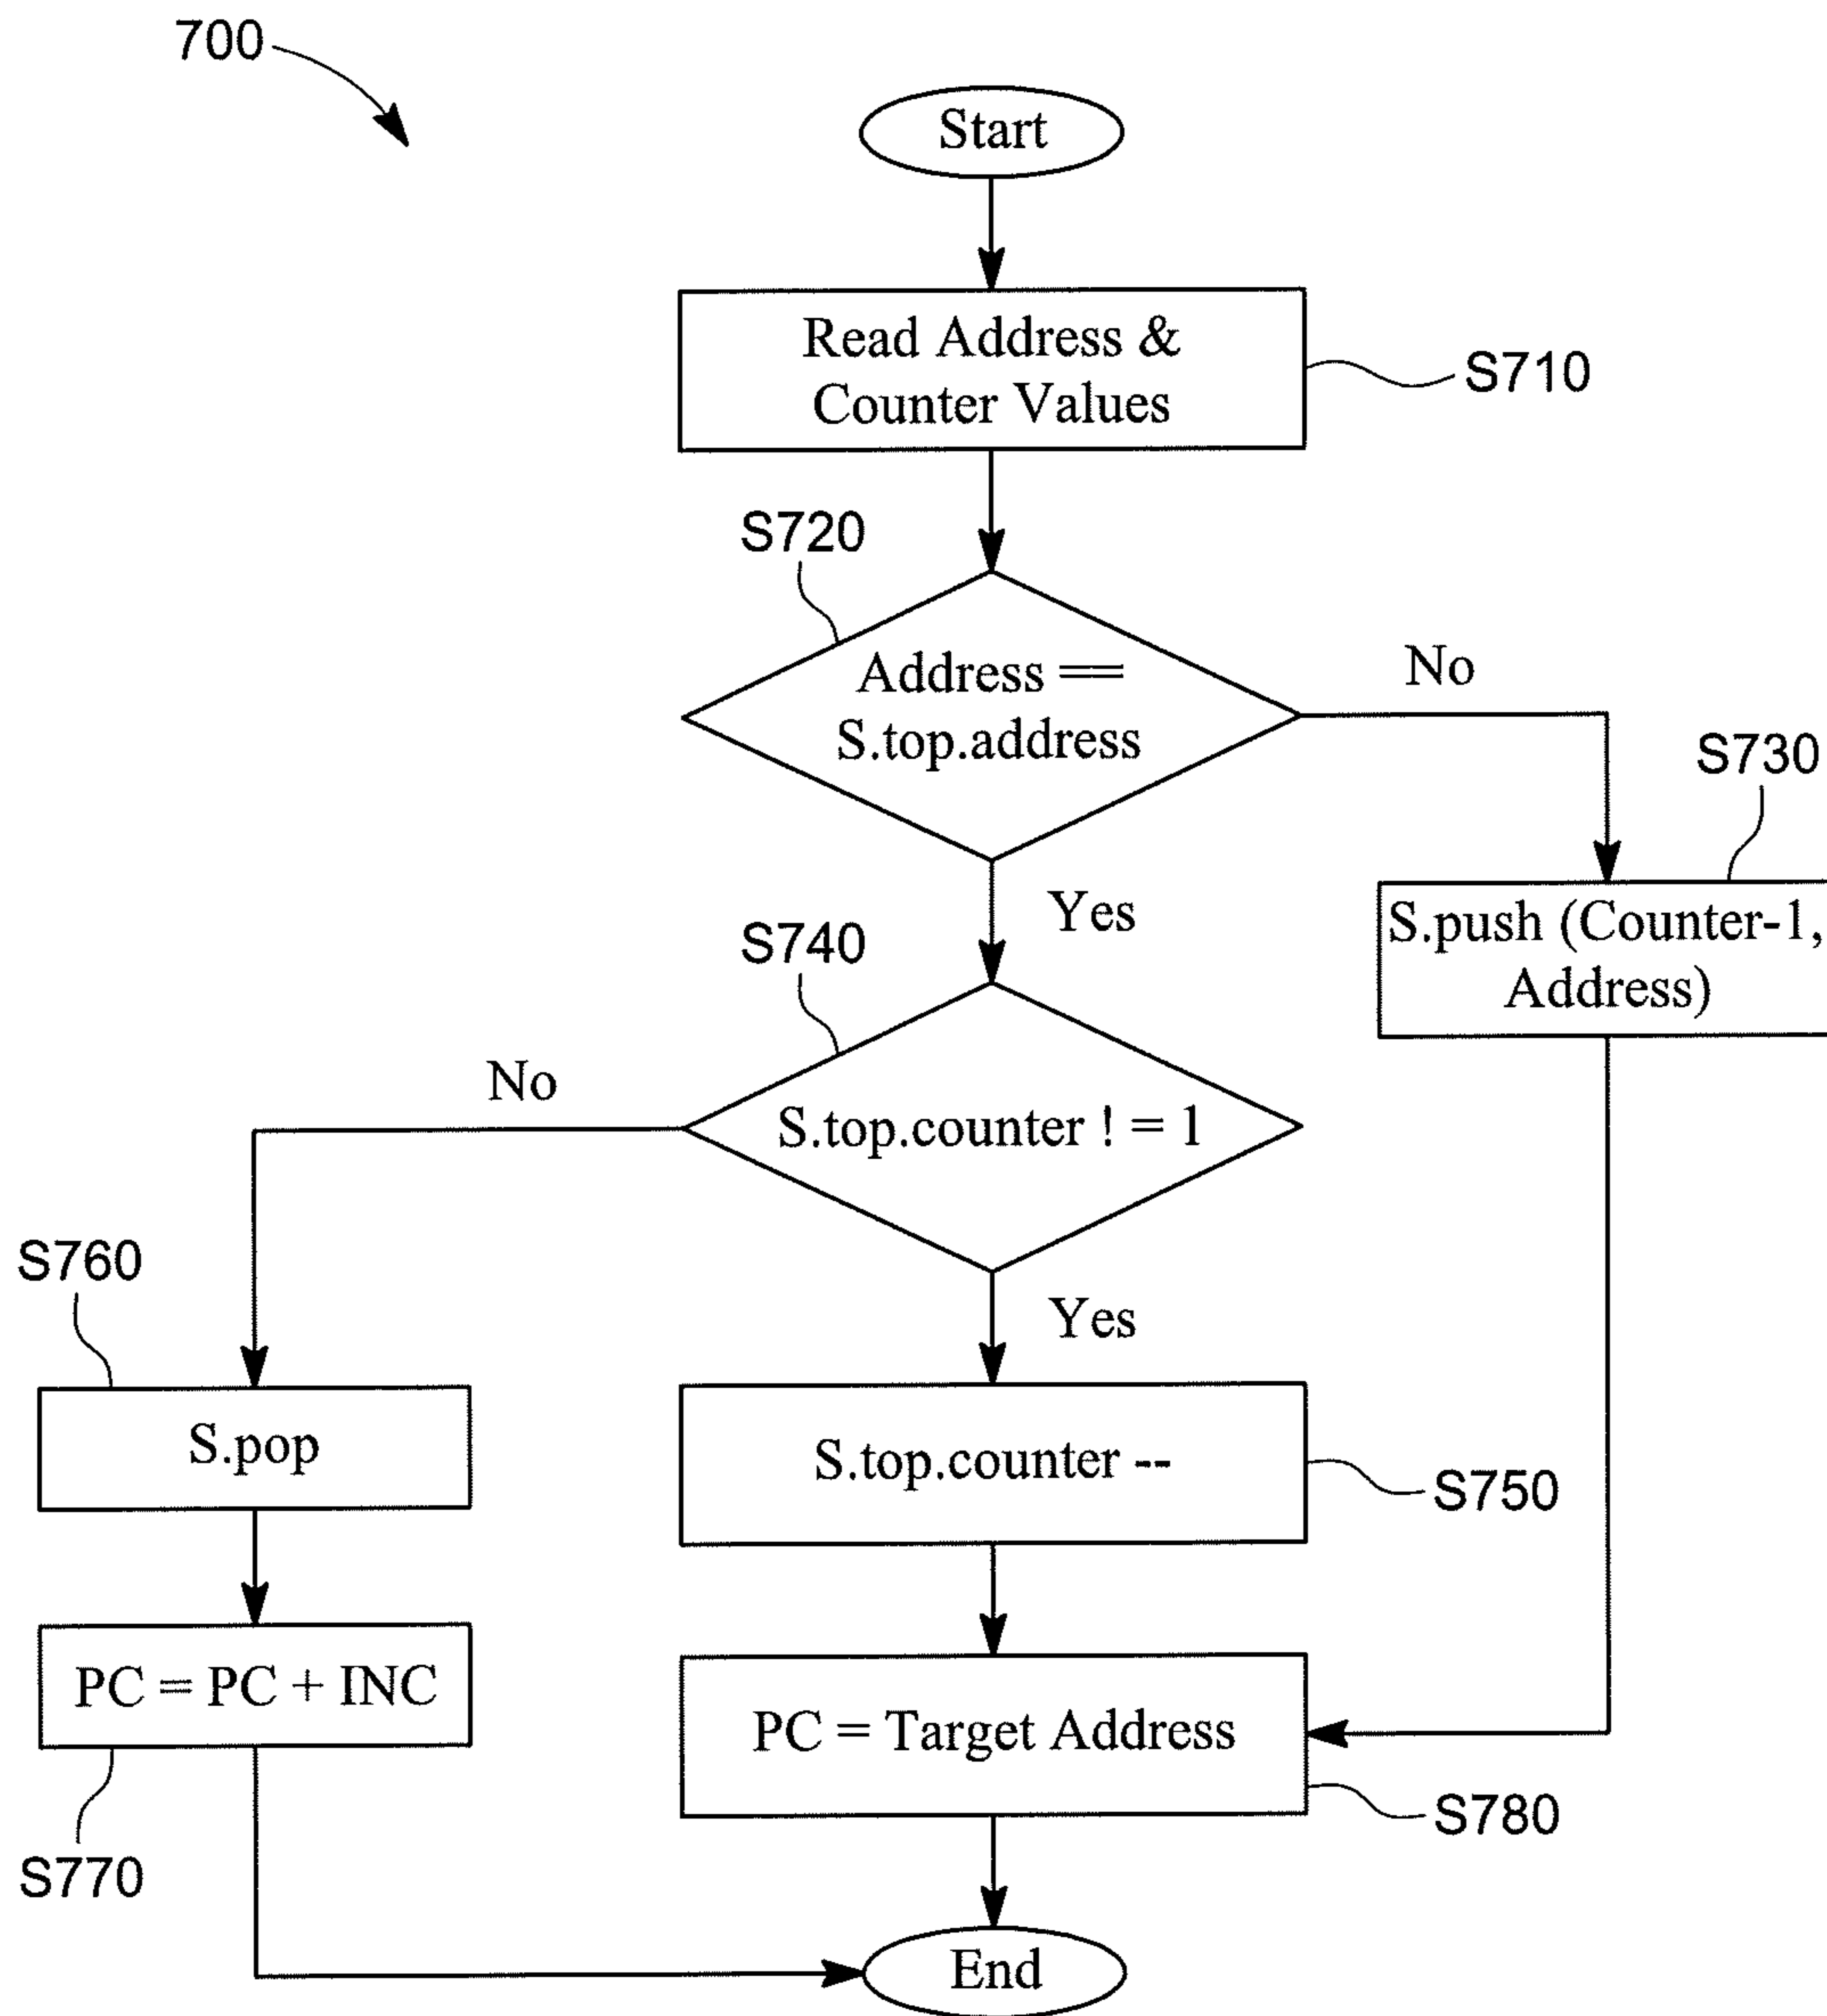 700
Start
Read Address &
Counter Values
S710
S720
Address ==
S.top.address
No
S730
S.push (Counter-1,
Address)
Yes
S740
S.top.counter ! = 1
No
S760
Yes
S.pop
S.top.counter --
S750
PC = PC + INC
PC = Target Address
S770
S780
End